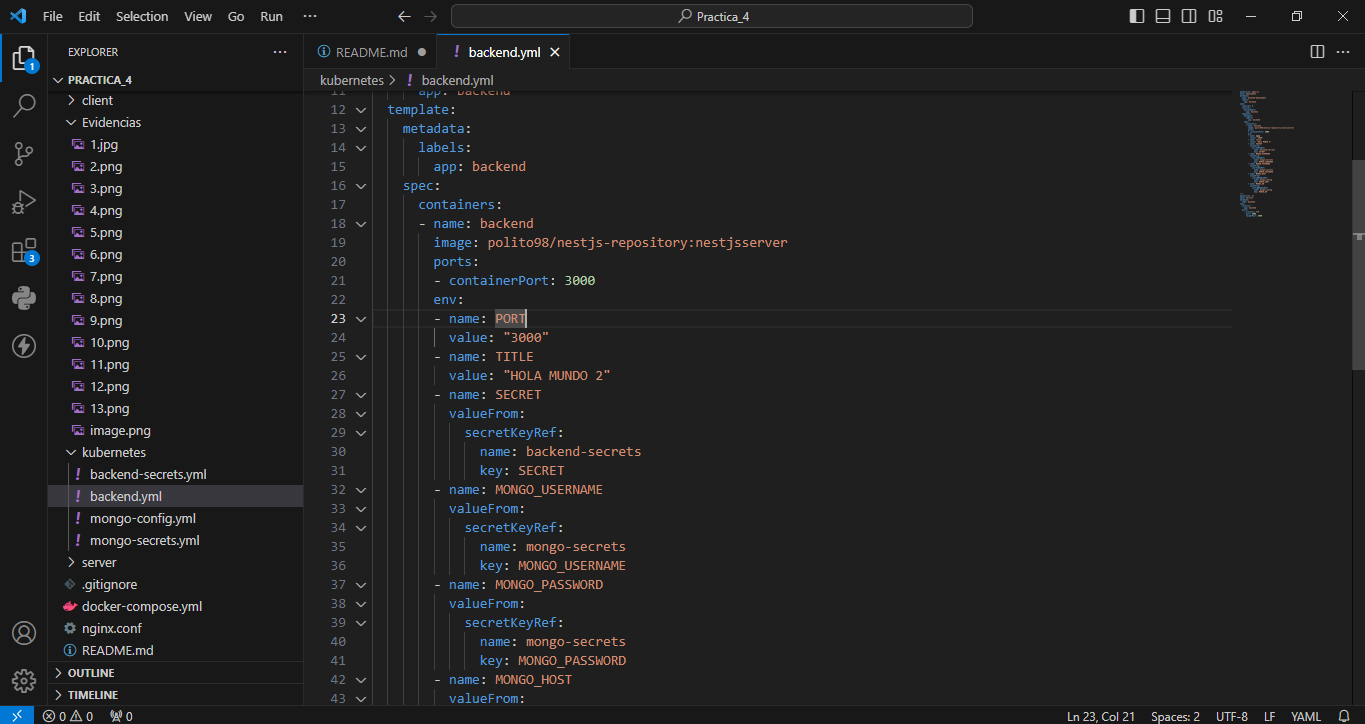 File Edit Selection View Go Run ··· Practica_4
EXPLORER
PRACTICA_4
client
Evidencias
1.jpg
2.png
3.png
4.png
5.png
6.png
7.png
8.png
9.png
10.png
11.png
12.png
13.png
image.png
kubernetes
backend-secrets.yml
backend.yml
mongo-config.yml
mongo-secrets.yml
server
.gitignore
docker-compose.yml
nginx.conf
README.md
OUTLINE
TIMELINE
1
3
README.md
backend.yml
kubernetes > backend.yml
11 app: backend
12 template:
13 metadata:
14 labels:
15 app: backend
16 spec:
17 containers:
18 - name: backend
19 image: polito98/nestjs-repository:nestjsserver
20 ports:
21 - containerPort: 3000
22 env:
23 - name: PORT
24 value: "3000"
25 - name: TITLE
26 value: "HOLA MUNDO 2"
27 - name: SECRET
28 valueFrom:
29 secretKeyRef:
30 name: backend-secrets
31 key: SECRET
32 - name: MONGO_USERNAME
33 valueFrom:
34 secretKeyRef:
35 name: mongo-secrets
36 key: MONGO_USERNAME
37 - name: MONGO_PASSWORD
38 valueFrom:
39 secretKeyRef:
40 name: mongo-secrets
41 key: MONGO_PASSWORD
42 - name: MONGO_HOST
43 valueFrom:
0 0 0 Ln 23, Col 21 Spaces: 2 UTF-8 LF YAML